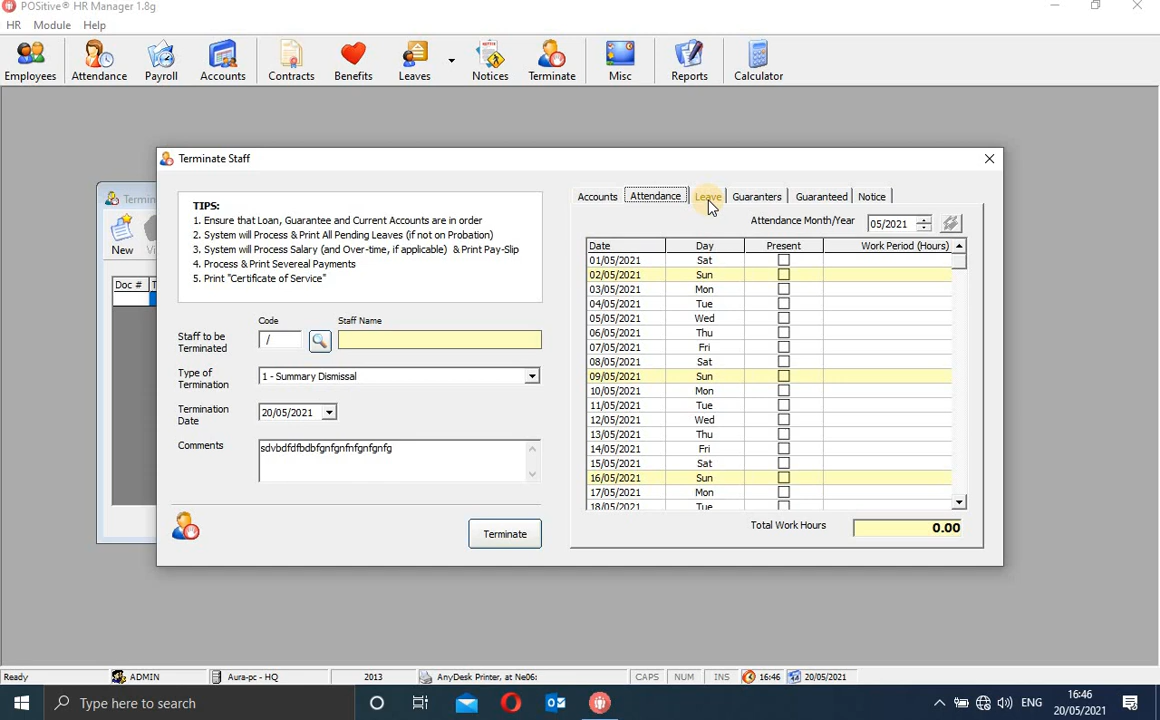 POSitive® HR Manager 1.8g
HR Module Help
Employees Attendance Payroll Accounts Contracts Benefits Leaves NOTICE Notices Terminate Misc Reports Calculator
Termin
New
Doc #
Terminate Staff
TIPS:
1. Ensure that Loan, Guarantee and Current Accounts are in order
2. System will Process & Print All Pending Leaves (if not on Probation)
3. System will Process Salary (and Over-time, if applicable) & Print Pay-Slip
4. Process & Print Severeal Payments
5. Print "Certificate of Service"
Code Staff Name
Staff to be
Terminated
/
Type of
Termination
1 - Summary Dismissal
Termination
Date
20/05/2021
Comments
sdvbdfdfbdbfgnfgnfnfgnfgnfg
Terminate
Accounts Attendance Leave Guaranters Guaranteed Notice
Attendance Month/Year 05/2021
Date Day Present Work Period (Hours)
01/05/2021 Sat
02/05/2021 Sun
03/05/2021 Mon
04/05/2021 Tue
05/05/2021 Wed
06/05/2021 Thu
07/05/2021 Fri
08/05/2021 Sat
09/05/2021 Sun
10/05/2021 Mon
11/05/2021 Tue
12/05/2021 Wed
13/05/2021 Thu
14/05/2021 Fri
15/05/2021 Sat
16/05/2021 Sun
17/05/2021 Mon
18/05/2021 Tue
Total Work Hours 0.00
Ready ADMIN Aura-pc - HQ 2013 AnyDesk Printer, at Ne06: CAPS NUM INS 16:46 20/05/2021
Type here to search
ENG
16:46
20/05/2021